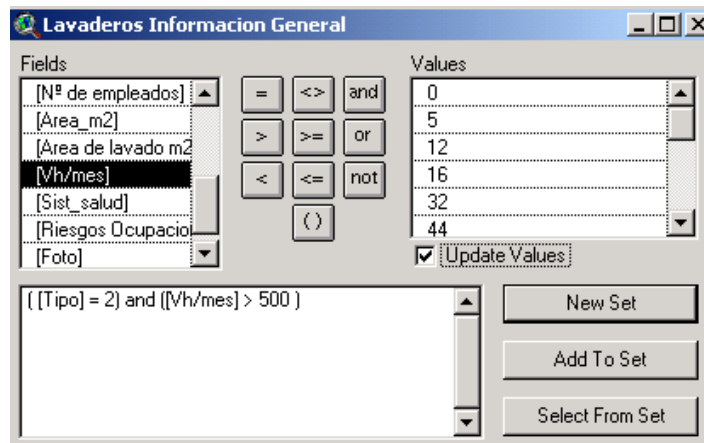 Lavaderos Informacion General
Fields
[Nº de empleados]
[Area_m2]
[Area de lavado m2
[Vh/mes]
[Sist_salud]
[Riesgos Ocupacio
[Foto]
= <> and
> >= or
< <= not
( )
Values
0
5
12
16
32
44
Update Values
( [Tipo] = 2) and ([Vh/mes] > 500 )
New Set
Add To Set
Select From Set